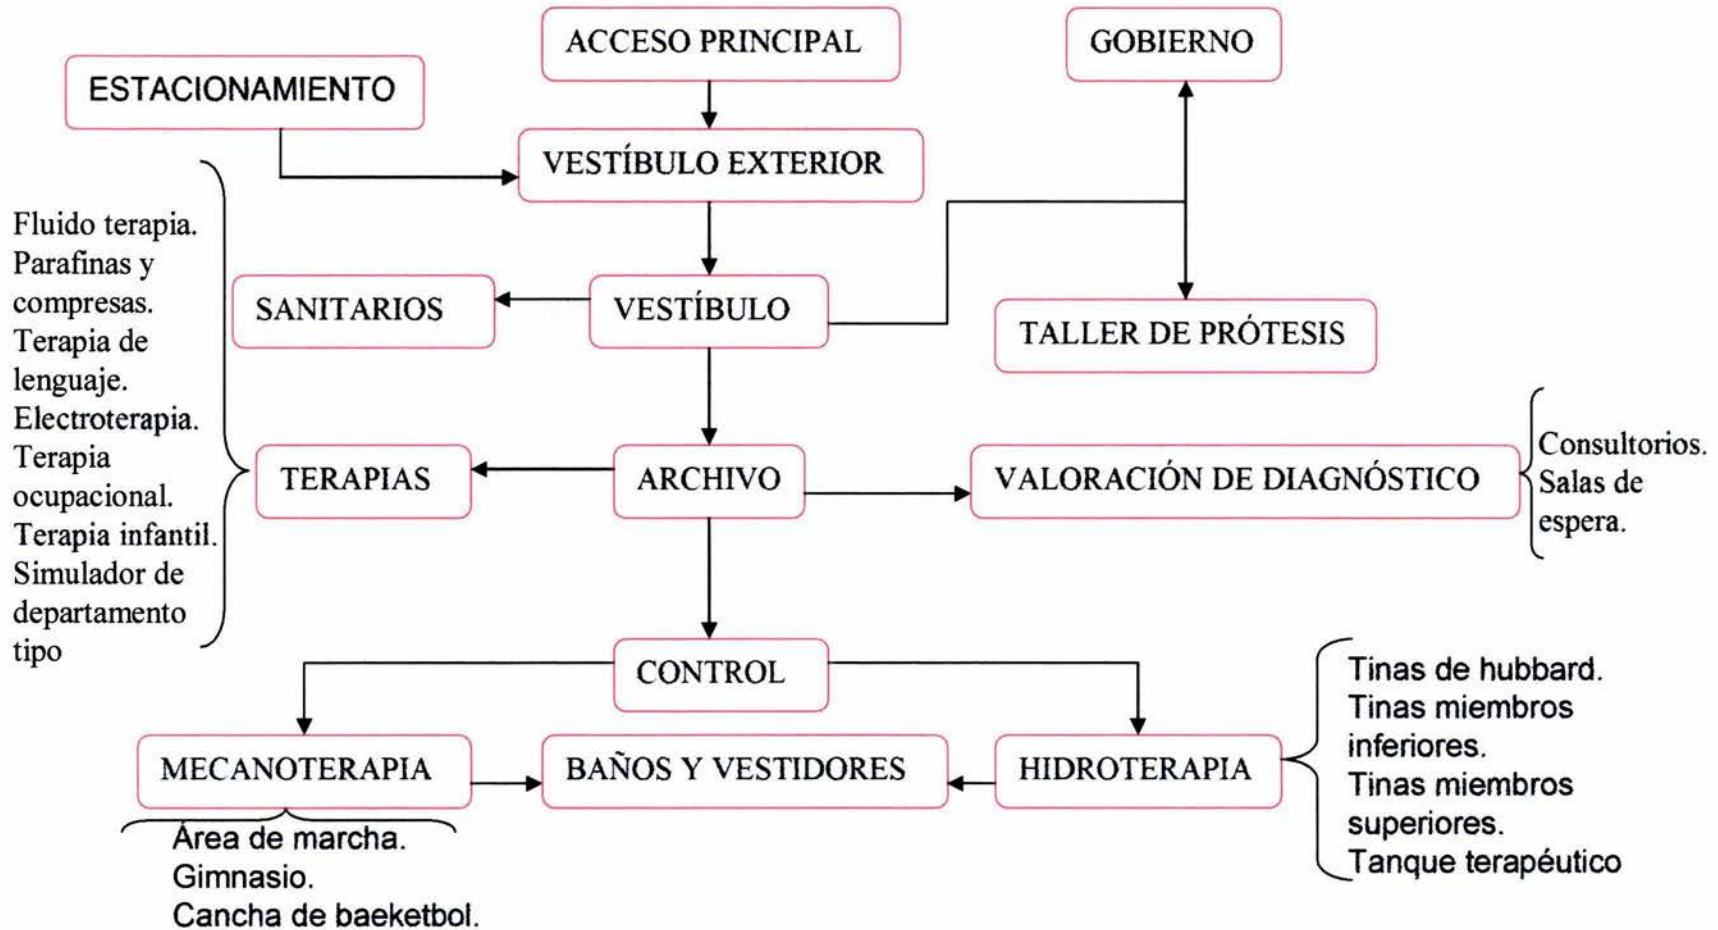 ACCESO PRINCIPAL
GOBIERNO
ESTACIONAMIENTO
VESTÍBULO EXTERIOR
Fluido terapia.
Parafinas y
compresas.
Terapia de
lenguaje.
Electroterapia.
Terapia
ocupacional.
Terapia infantil.
Simulador de
departamento
tipo
SANITARIOS
VESTÍBULO
TALLER DE PRÓTESIS
TERAPIAS
ARCHIVO
VALORACIÓN DE DIAGNÓSTICO
Consultorios.
Salas de
espera.
CONTROL
MECANOTERAPIA
BAÑOS Y VESTIDORES
HIDROTERAPIA
Tinas de hubbard.
Tinas miembros
inferiores.
Tinas miembros
superiores.
Tanque terapéutico
Área de marcha.
Gimnasio.
Cancha de baeketbol.